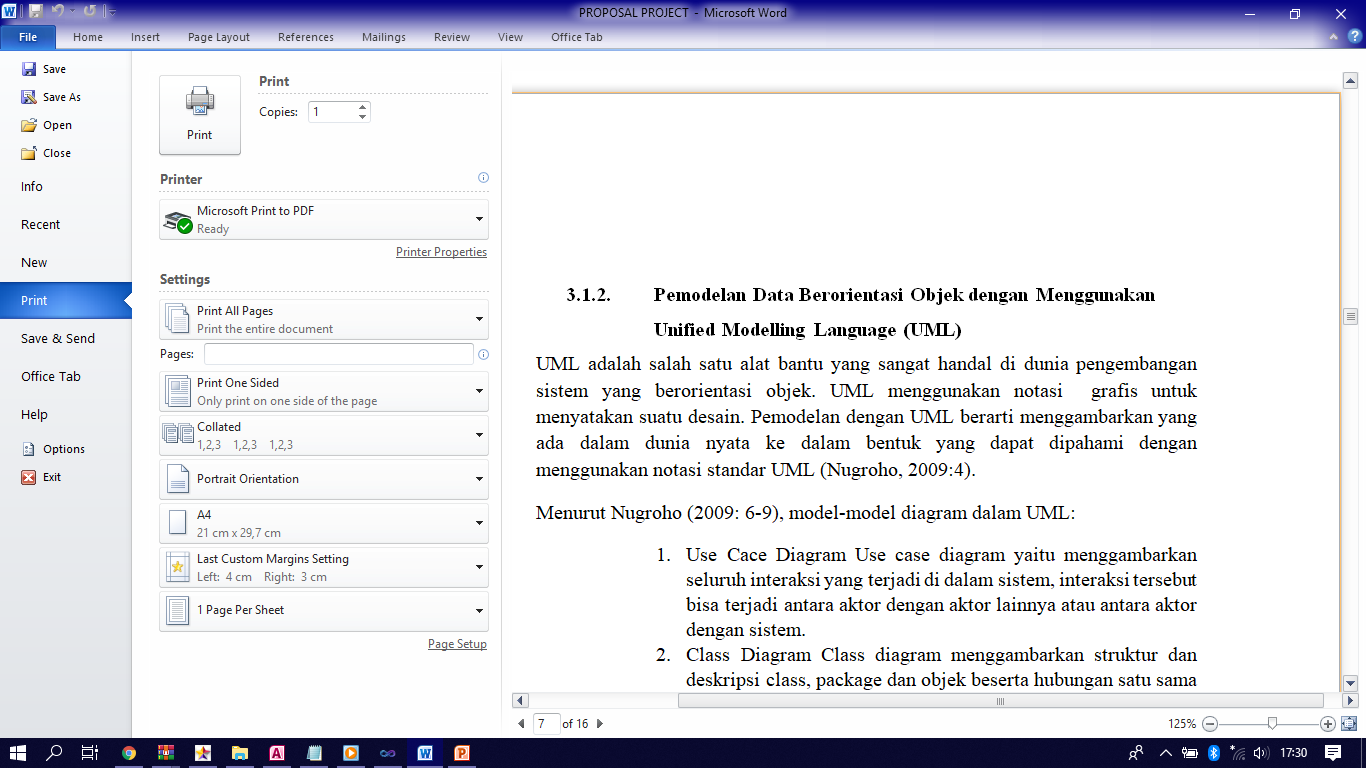 PROPOSAL PROJECT - Microsoft Word
File Home Insert Page Layout References Mailings Review View Office Tab
Save
Save As
Open
Close
Info
Recent
New
Print
Save & Send
Office Tab
Help
Options
Exit
Print
Print
Copies: 1
Printer
Microsoft Print to PDF
Ready
Printer Properties
Settings
Print All Pages
Print the entire document
Pages:
Print One Sided
Only print on one side of the page
Collated
1,2,3 1,2,3 1,2,3
Portrait Orientation
A4
21 cm x 29,7 cm
Last Custom Margins Setting
Left: 4 cm Right: 3 cm
1 Page Per Sheet
Page Setup
3.1.2. Pemodelan Data Berorientasi Objek dengan Menggunakan
Unified Modelling Language (UML)
UML adalah salah satu alat bantu yang sangat handal di dunia pengembangan
sistem yang berorientasi objek. UML menggunakan notasi grafis untuk
menyatakan suatu desain. Pemodelan dengan UML berarti menggambarkan yang
ada dalam dunia nyata ke dalam bentuk yang dapat dipahami dengan
menggunakan notasi standar UML (Nugroho, 2009:4).
Menurut Nugroho (2009: 6-9), model-model diagram dalam UML:
1. Use Cace Diagram Use case diagram yaitu menggambarkan
seluruh interaksi yang terjadi di dalam sistem, interaksi tersebut
bisa terjadi antara aktor dengan aktor lainnya atau antara aktor
dengan sistem.
2. Class Diagram Class diagram menggambarkan struktur dan
deskripsi class, package dan objek beserta hubungan satu sama
7 of 16
125%
17:30